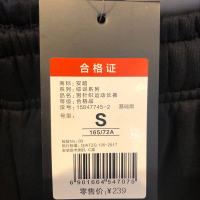 合格证
商标：安踏
系列：综训系列
品名：男针织运动长裤
等级：合格品
货号：15847745-2 基础黑
号型：
S
165/72A
6901664547075
零售价：￥239